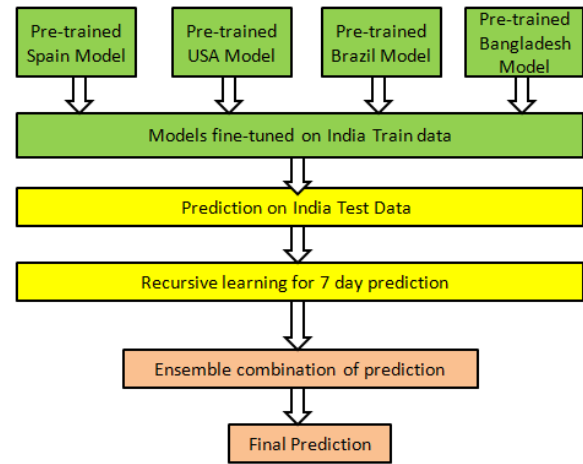 Pre-trained
Spain Model
Pre-trained
USA Model
Pre-trained
Brazil Model
Pre-trained
Bangladesh
Model
Models fine-tuned on India Train data
Prediction on India Test Data
Recursive learning for 7 day prediction
Ensemble combination of prediction
Final Prediction